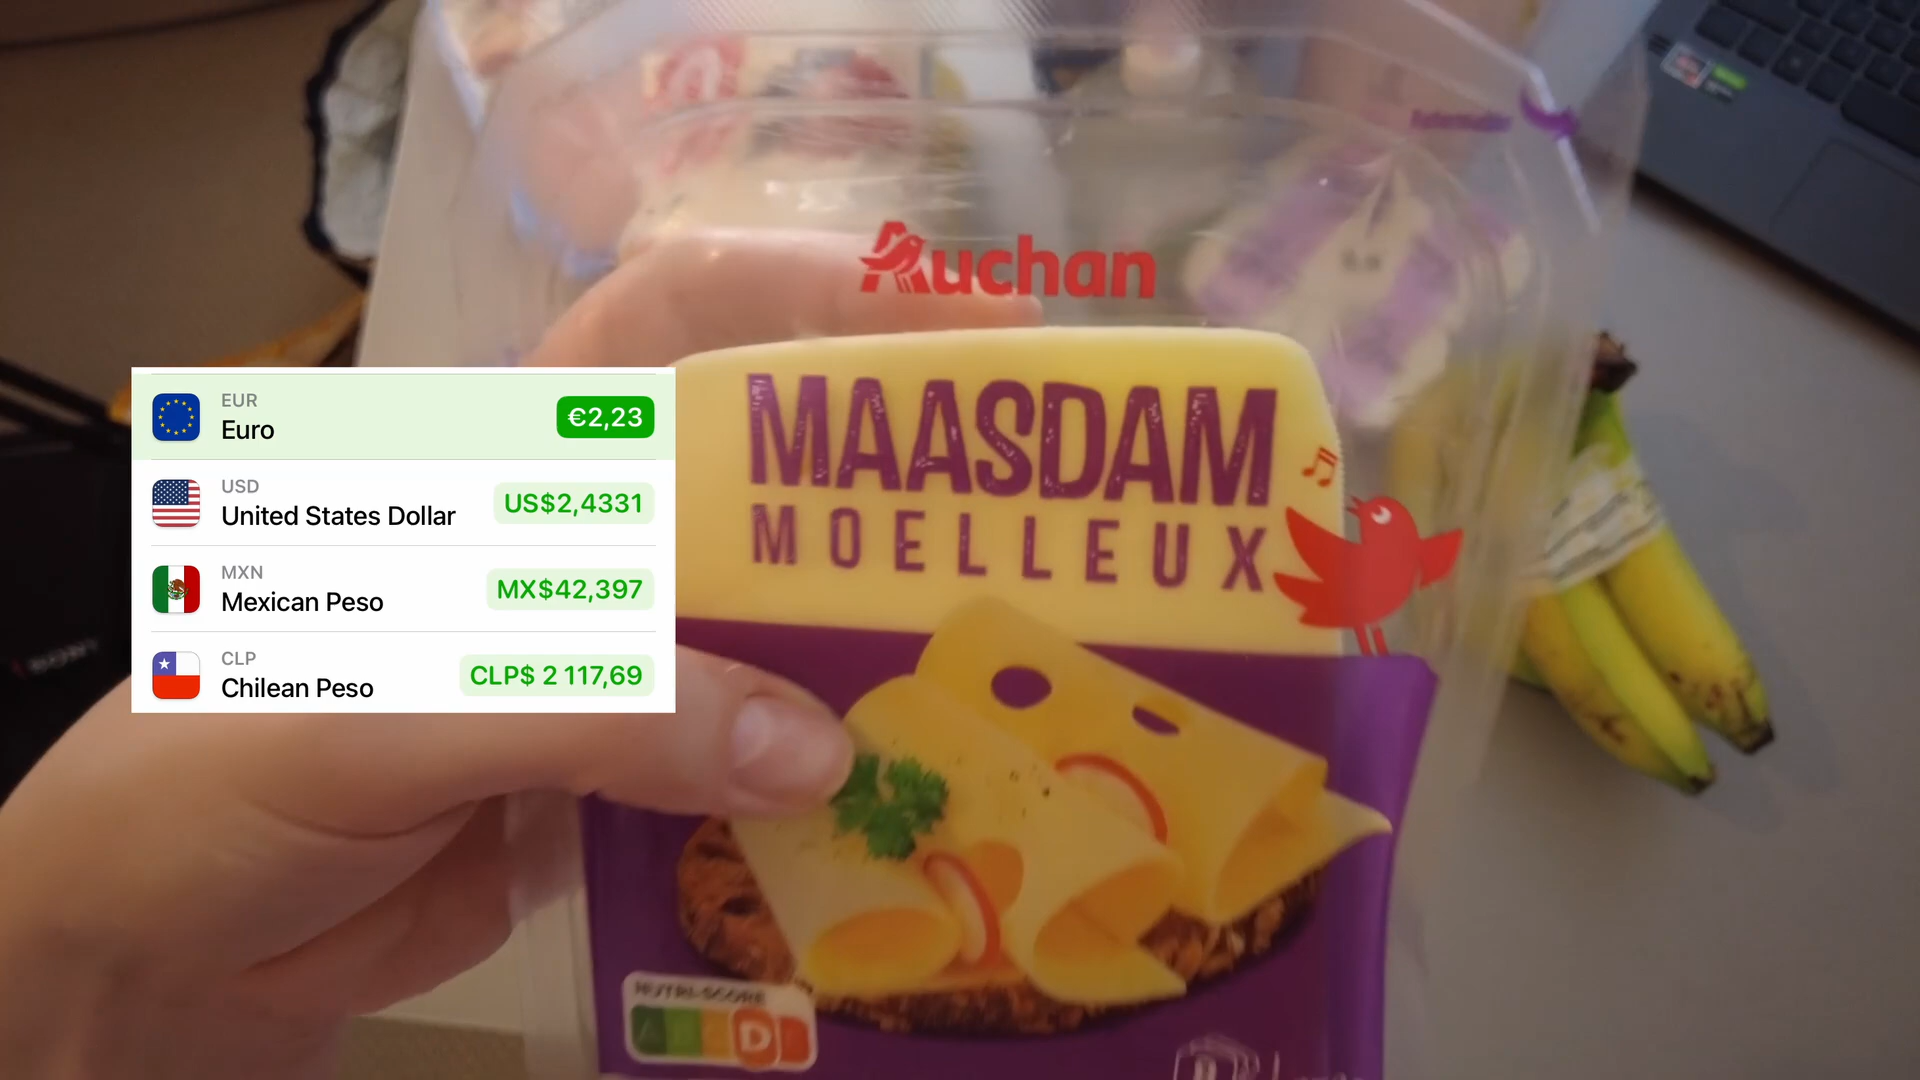 Auchan
MAASDAM
MOELLEUX
EUR
Euro
€2,23
USD
United States Dollar
US$2,4331
MXN
Mexican Peso
MX$42,397
CLP
Chilean Peso
CLP$ 2 117,69
NUTRI-SCORE
D
SONY